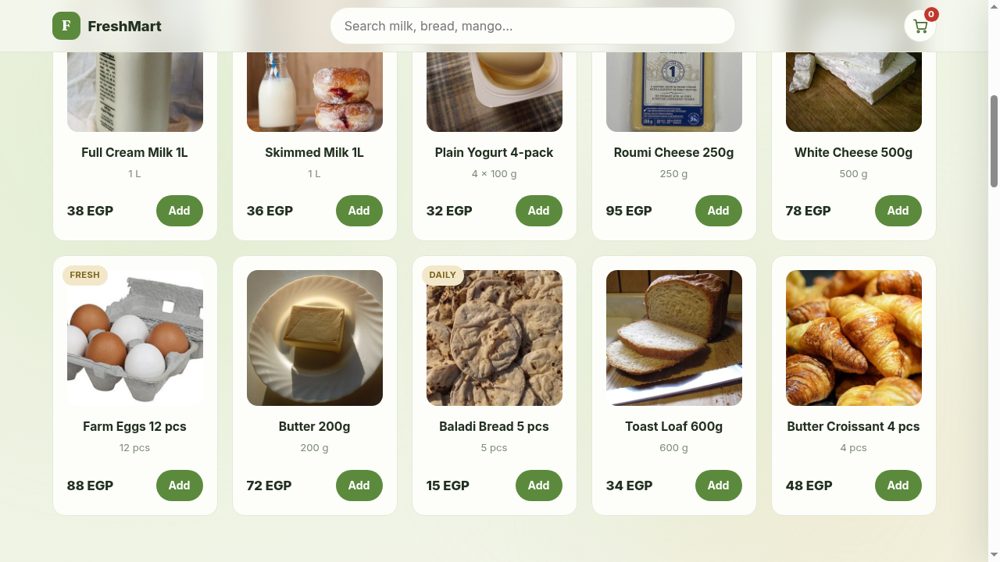 F FreshMart
Search milk, bread, mango...
0
1
Full Cream Milk 1L
1 L
38 EGP
Add
Skimmed Milk 1L
1 L
36 EGP
Add
Plain Yogurt 4-pack
4 × 100 g
32 EGP
Add
Roumi Cheese 250g
250 g
95 EGP
Add
White Cheese 500g
500 g
78 EGP
Add
FRESH
Farm Eggs 12 pcs
12 pcs
88 EGP
Add
Butter 200g
200 g
72 EGP
Add
DAILY
Baladi Bread 5 pcs
5 pcs
15 EGP
Add
Toast Loaf 600g
600 g
34 EGP
Add
Butter Croissant 4 pcs
4 pcs
48 EGP
Add